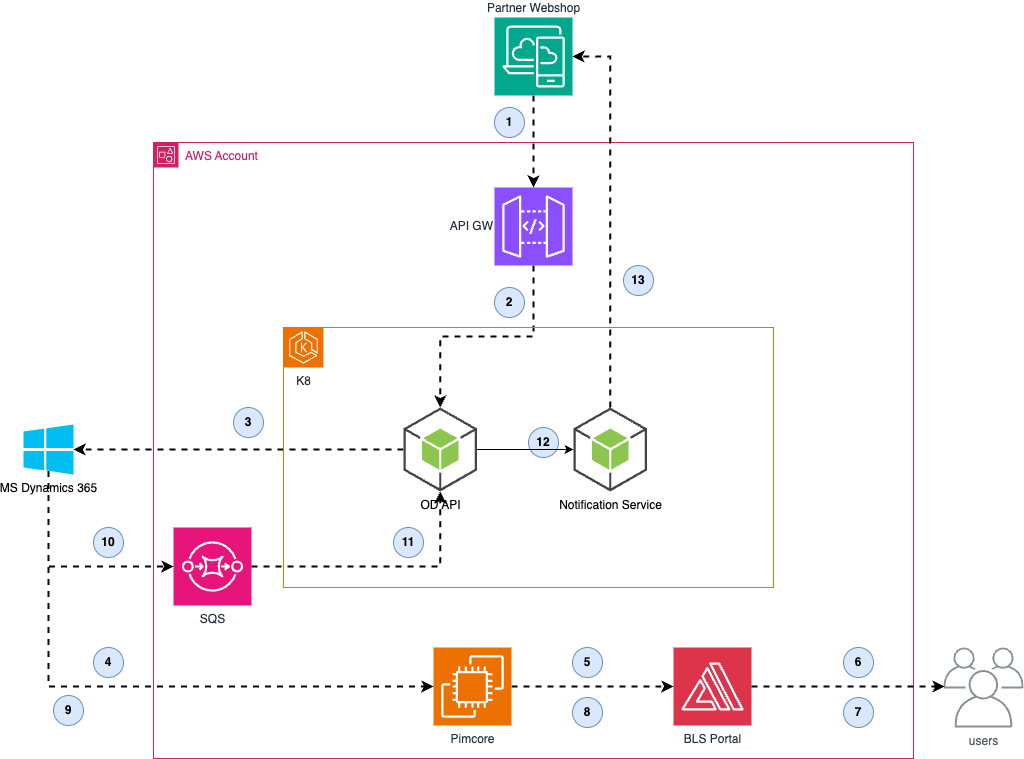 Partner Webshop
1
AWS Account
API GW
</>
2
13
K
K8
3
12
MS Dynamics 365
OD API
Notification Service
10
11
SQS
4
5
6
9
8
7
Pimcore
BLS Portal
users